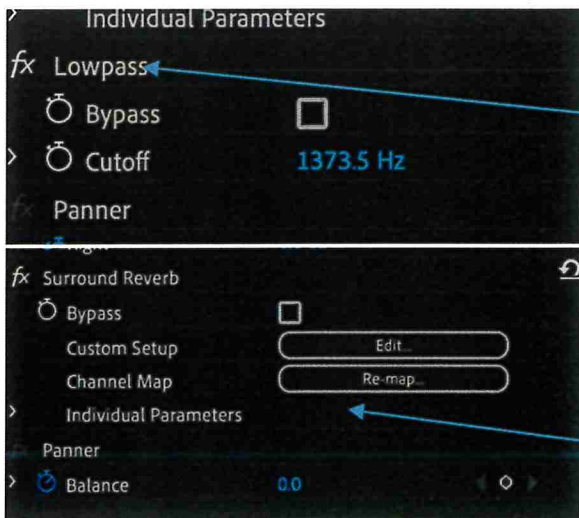 Individual Parameters
fx Lowpass
Bypass
Cutoff 1373.5 Hz
fx Panner
fx Surround Reverb
Bypass
Custom Setup Edit...
Channel Map Re-map...
Individual Parameters
Panner
Balance 0.0